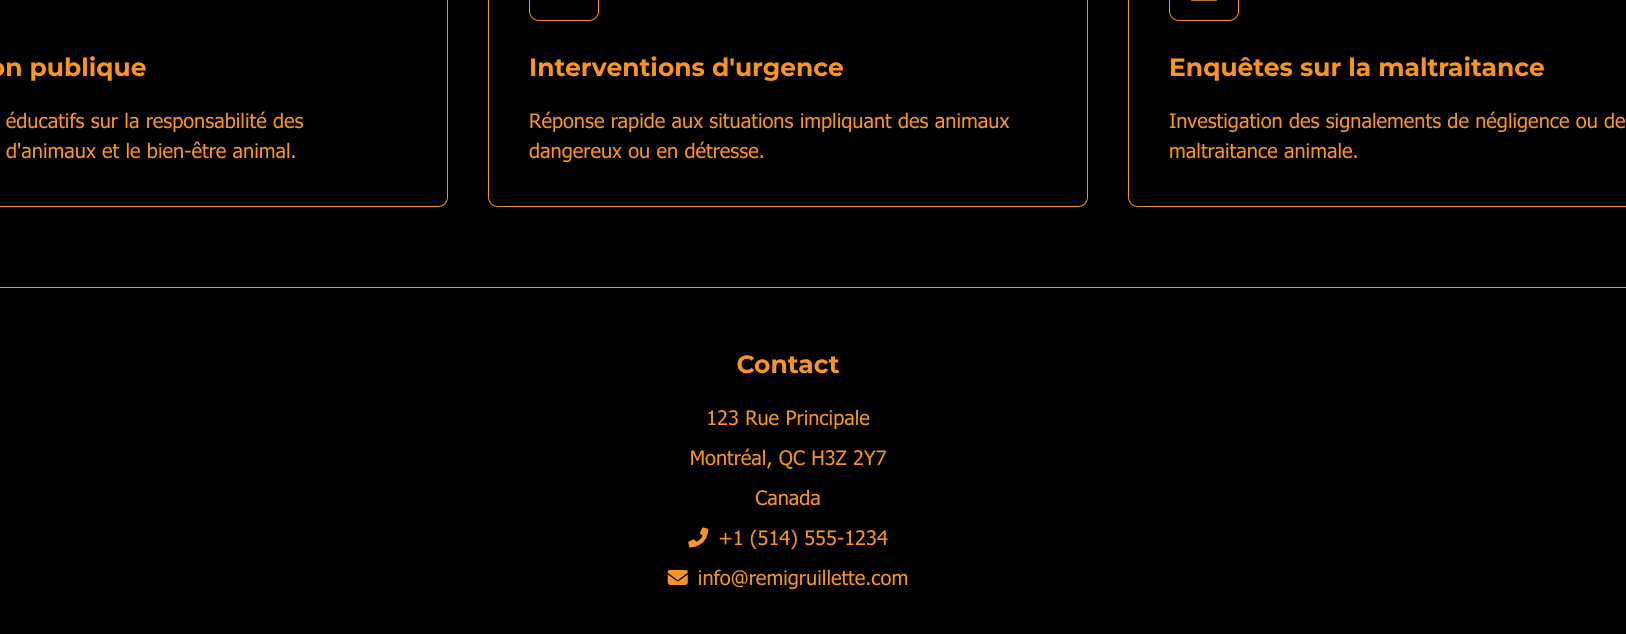 on publique
éducatifs sur la responsabilité des
d'animaux et le bien-être animal.
Interventions d'urgence
Réponse rapide aux situations impliquant des animaux
dangereux ou en détresse.
Enquêtes sur la maltraitance
Investigation des signalements de négligence ou de
maltraitance animale.
Contact
123 Rue Principale
Montréal, QC H3Z 2Y7
Canada
+1 (514) 555-1234
info@remigruillette.com